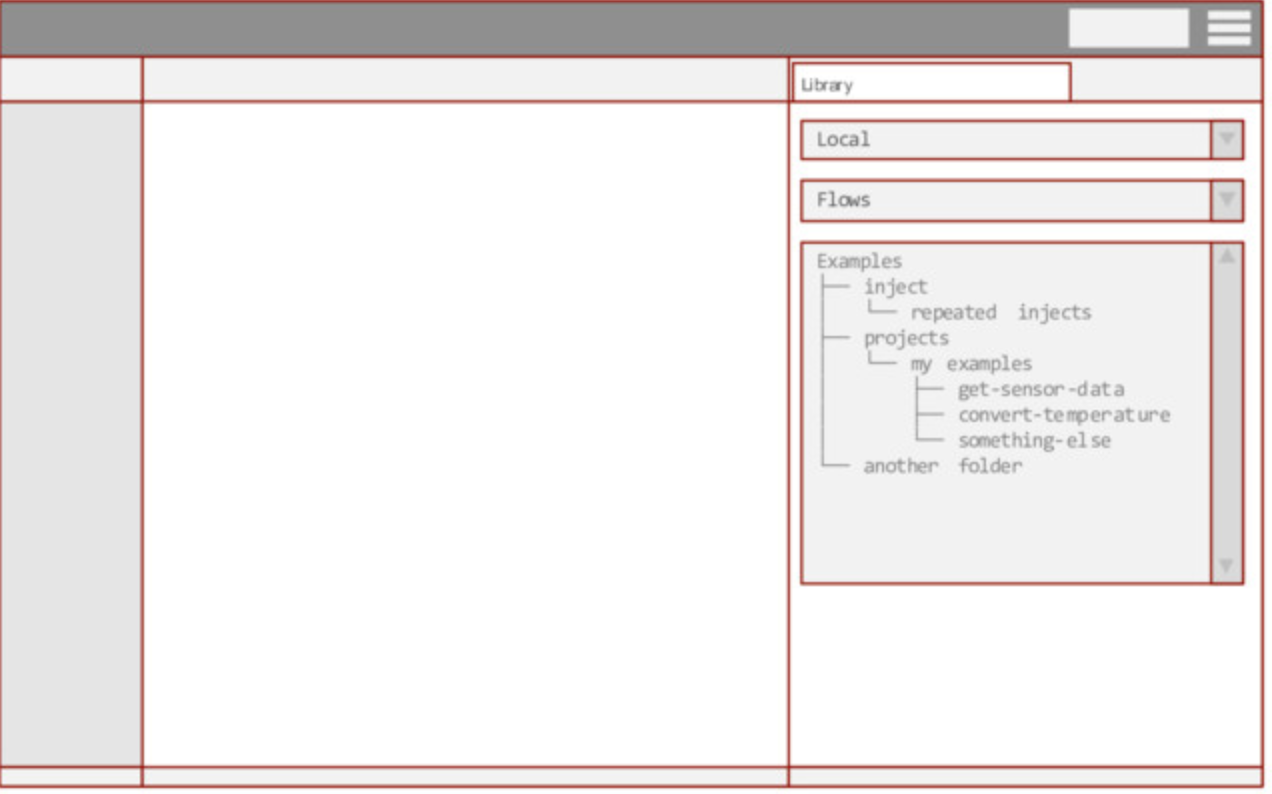 Library
Local
Flows
Examples
inject
repeated injects
projects
my examples
get-sensor-data
convert-temperature
something-else
another folder